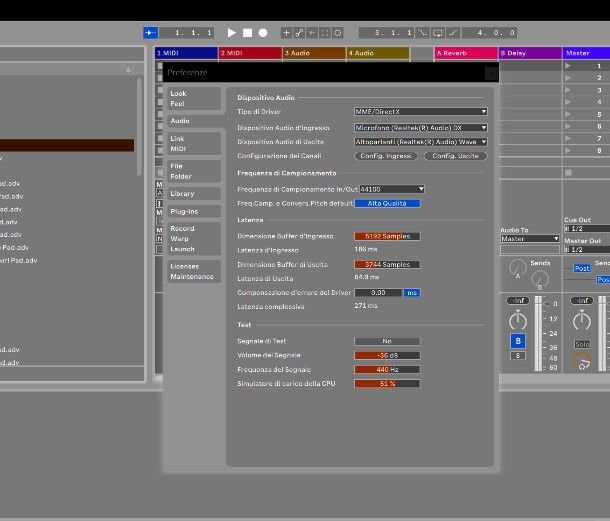 1. 1. 1
3. 1. 1
4. 0. 0
1 MIDI
2 MIDI
3 Audio
4 Audio
A Reverb
B Delay
Master
Preferenze
1
2
3
4
5
6
7
8
Look
Feel
Audio
Link
MIDI
File
Folder
Library
Plug-Ins
Record
Warp
Launch
Licenses
Maintenance
Dispositivo Audio
Tipo di Driver MME/DirectX
Dispositivo Audio d'Ingresso Microfono (Realtek(R) Audio) DX
Dispositivo Audio di Uscita Altoparlanti (Realtek(R) Audio) Wave
Configurazione dei Canali Config. Ingressi Config. Uscite
Frequenza di Campionamento
Frequenza di Campionamento In/Out 44100
Freq.Camp. e Convers.Pitch default Alta Qualità
Latenza
Dimensione Buffer d'Ingresso 8192 Samples
Latenza d'Ingresso 186 ms
Dimensione Buffer di Uscita 3744 Samples
Latenza di Uscita 84.9 ms
Compensazione d'errore del Driver 0.00 ms
Latenza complessiva 271 ms
Test
Segnale di Test No
Volume del Segnale -36 dB
Frequenza del Segnale 440 Hz
Simulatore di carico della CPU 51 %
ad.adv
ad.adv
.adv
d.adv
.adv
Pad.adv
wirl Pad.adv
d.adv
.adv
Audio To
Master
Cue Out
1/2
Master Out
1/2
Sends
A
B
Post
Post
-Inf
-Inf
B
S
Solo
0
12
24
36
48
60